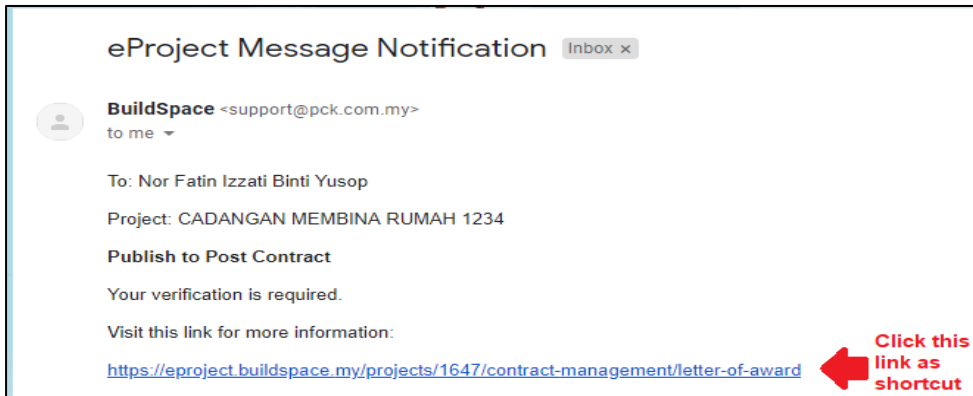 eProject Message Notification Inbox x
BuildSpace <support@pck.com.my>
to me
To: Nor Fatin Izzati Binti Yusop
Project: CADANGAN MEMBINA RUMAH 1234
Publish to Post Contract
Your verification is required.
Visit this link for more information:
https://eproject.buildspace.my/projects/1647/contract-management/letter-of-award
Click this
link as
shortcut